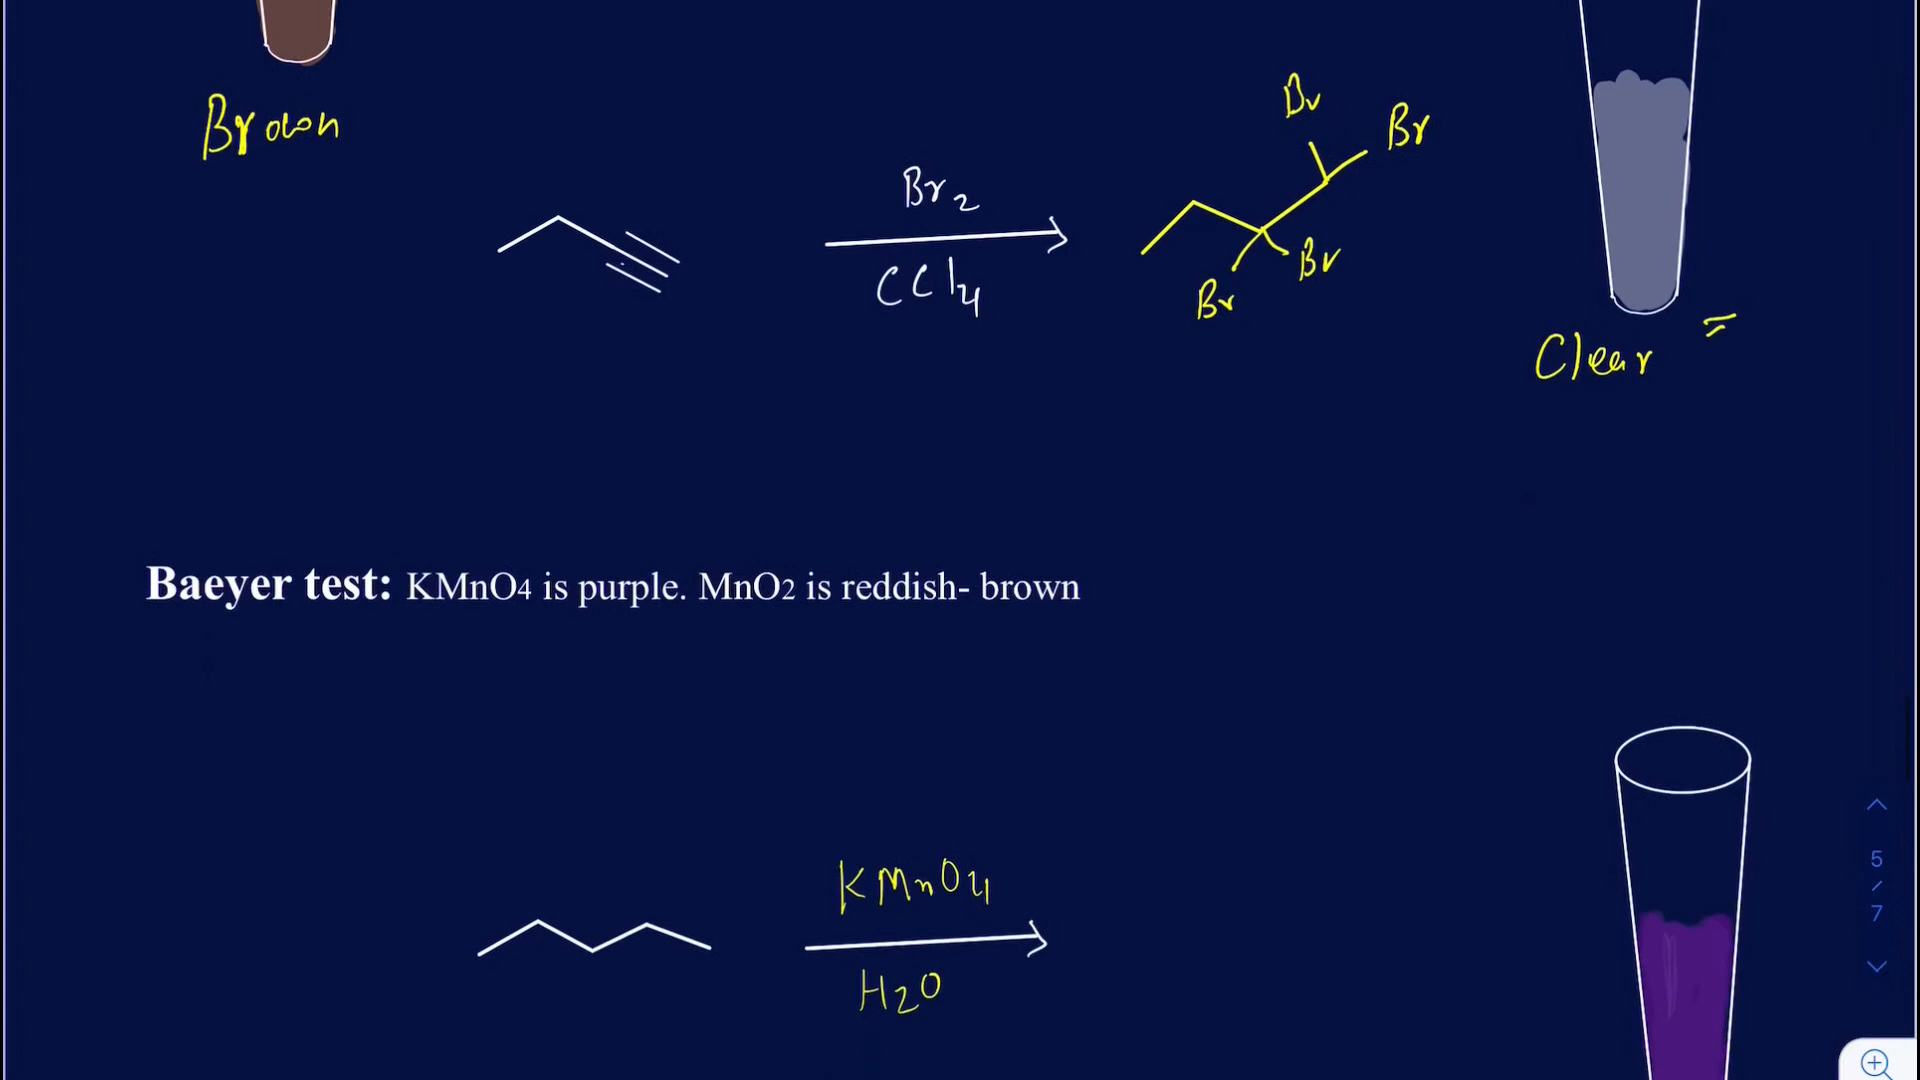 Brown
Br2
CCl4
Br
Br
Br
Br
Clear
Baeyer test: KMnO4 is purple. MnO2 is reddish- brown
KMnO4
H2O
5
/
7